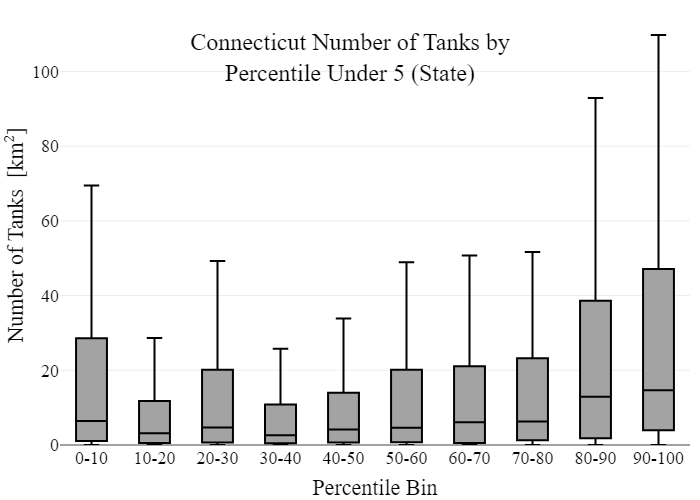 Connecticut Number of Tanks by
Percentile Under 5 (State)
Number of Tanks [km²]
100
80
60
40
20
0
0-10 10-20 20-30 30-40 40-50 50-60 60-70 70-80 80-90 90-100
Percentile Bin